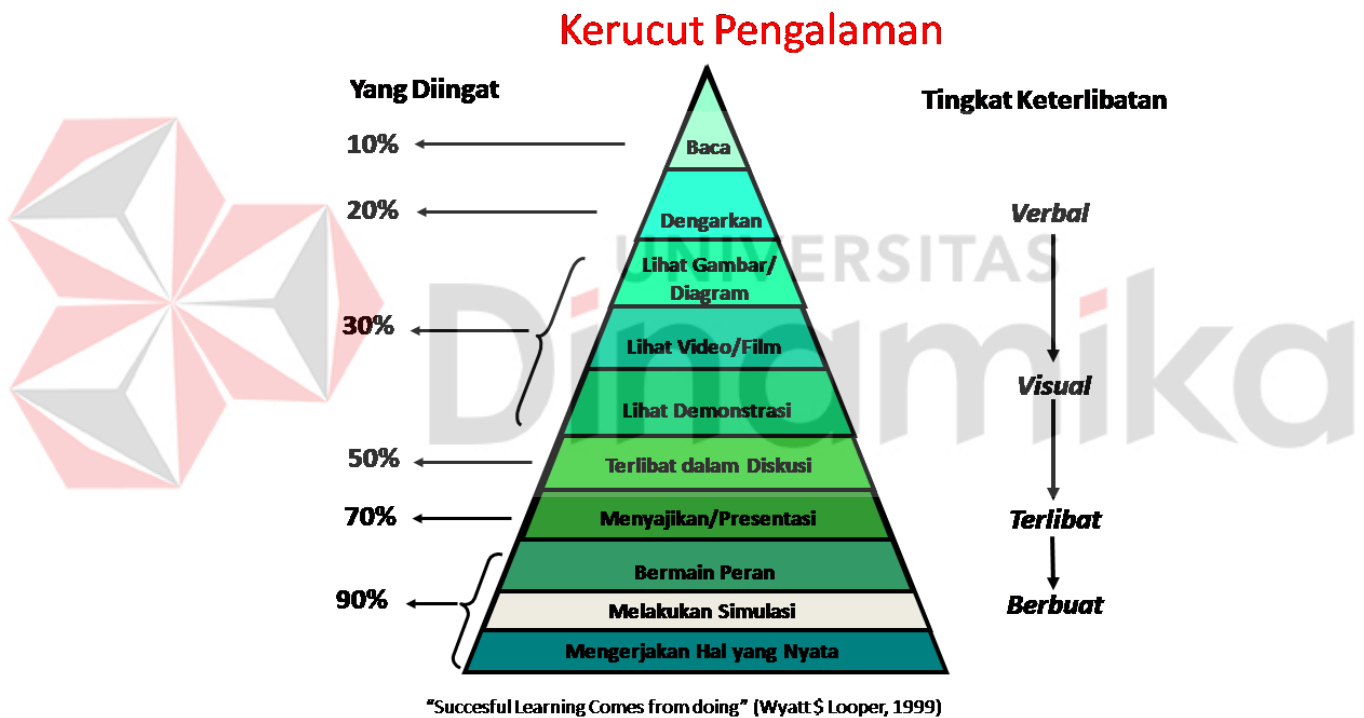 Kerucut Pengalaman
Yang Diingat
Tingkat Keterlibatan
10%
Baca
20%
Dengarkan
Verbal
UNIVERSITAS
Dinamika
Lihat Gambar/
Diagram
30%
Lihat Video/Film
Visual
Lihat Demonstrasi
50%
Terlibat dalam Diskusi
70%
Menyajikan/Presentasi
Terlibat
Bermain Peran
90%
Melakukan Simulasi
Berbuat
Mengerjakan Hal yang Nyata
"Succesful Learning Comes from doing" (Wyatt $ Looper, 1999)